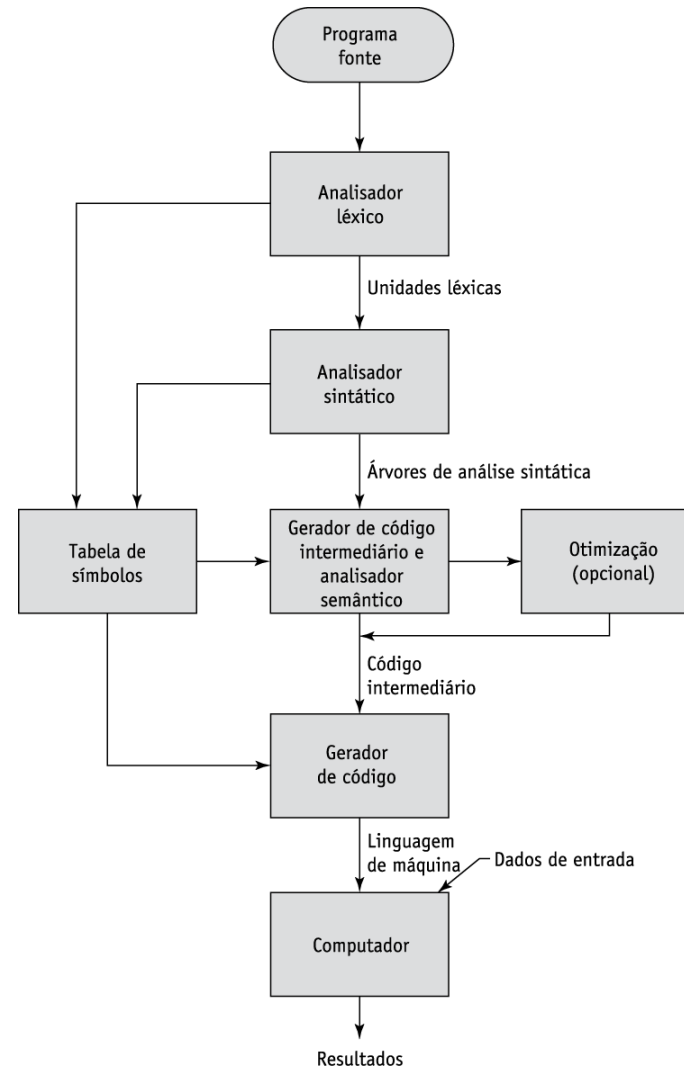 Programa
fonte
Analisador
léxico
Unidades léxicas
Analisador
sintático
Árvores de análise sintática
Tabela de
símbolos
Gerador de código
intermediário e
analisador
semântico
Otimização
(opcional)
Código
intermediário
Gerador
de código
Linguagem
de máquina
Dados de entrada
Computador
Resultados